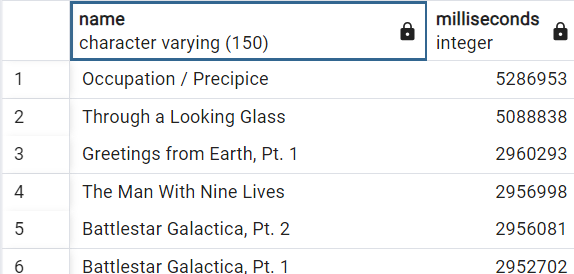 name milliseconds
character varying (150) integer
1 Occupation / Precipice 5286953
2 Through a Looking Glass 5088838
3 Greetings from Earth, Pt. 1 2960293
4 The Man With Nine Lives 2956998
5 Battlestar Galactica, Pt. 2 2956081
6 Battlestar Galactica, Pt. 1 2952702